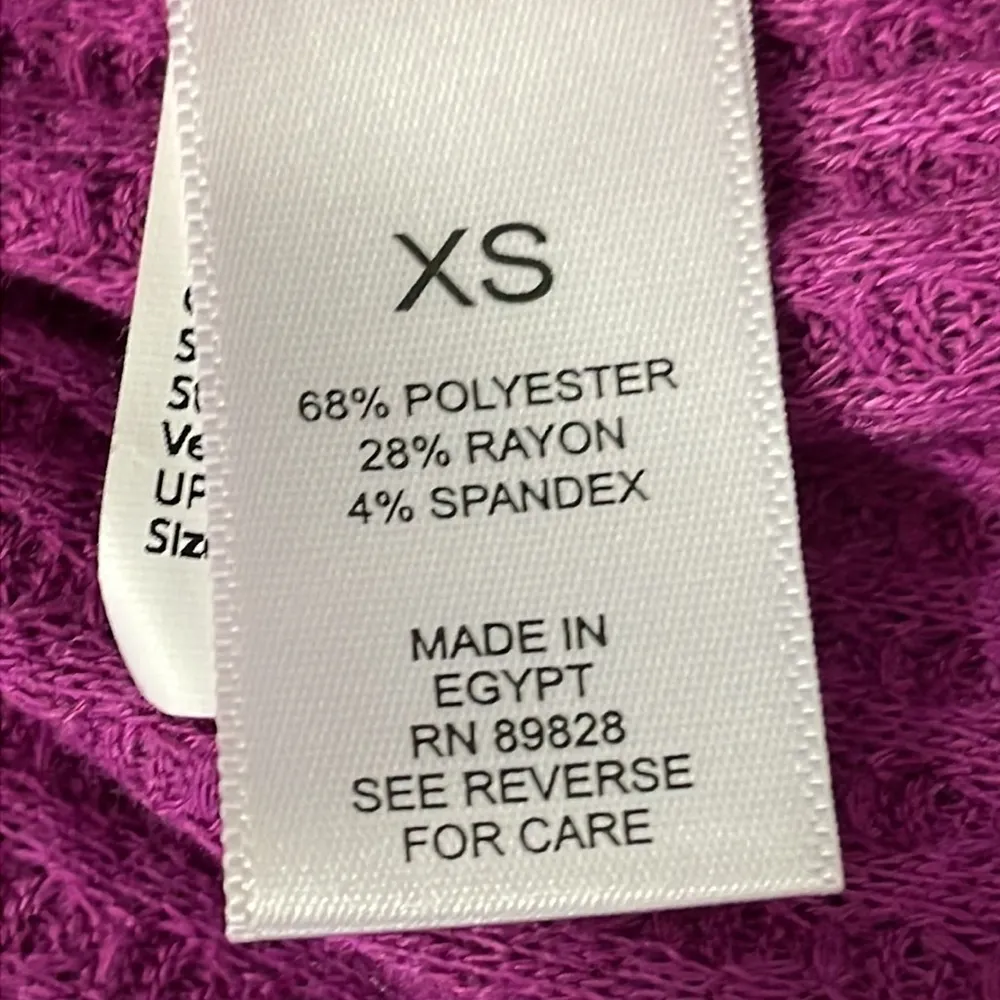 XS
68% POLYESTER
28% RAYON
4% SPANDEX
MADE IN
EGYPT
RN 89828
SEE REVERSE
FOR CARE